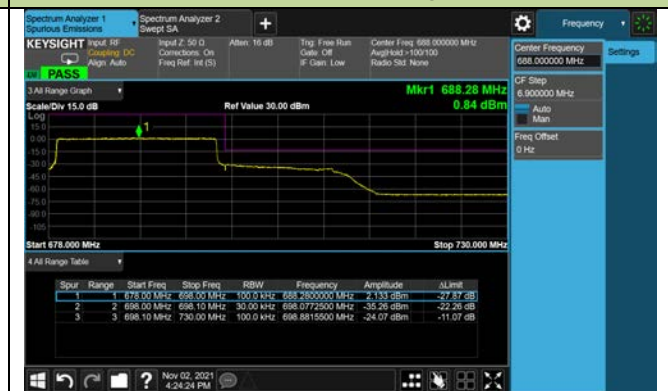 Spectrum Analyzer 1
Spurious Emissions
Spectrum Analyzer 2
Swept SA
Frequency
KEYSIGHT
Input: RF
Coupling: DC
Align: Auto
Input Z: 50 Ω
Corrections: On
Freq Ref: Int (S)
Atten: 16 dB
Trig: Free Run
Gate: Off
IF Gain: Low
Center Freq: 688.000000 MHz
Avg|Hold:>100/100
Radio Std: None
PASS
Center Frequency
688.000000 MHz
Settings
CF Step
6.900000 MHz
Auto
Man
Freq Offset
0 Hz
3 All Range Graph
Mkr1 688.28 MHz
Scale/Div 15.0 dB
Ref Value 30.00 dBm
0.84 dBm
Log
15.0
0.00
-15.0
-30.0
-45.0
-60.0
-75.0
-90.0
-105
1
Start 678.000 MHz
Stop 730.000 MHz
4 All Range Table
Spur Range Start Freq Stop Freq RBW Frequency Amplitude ΔLimit
1 1 678.00 MHz 698.00 MHz 100.0 kHz 688.2800000 MHz 2.133 dBm -27.87 dB
2 2 698.00 MHz 698.10 MHz 30.00 kHz 698.0772500 MHz -35.26 dBm -22.26 dB
3 3 698.10 MHz 730.00 MHz 100.0 kHz 698.8815500 MHz -24.07 dBm -11.07 dB
Nov 02, 2021
4:24:24 PM